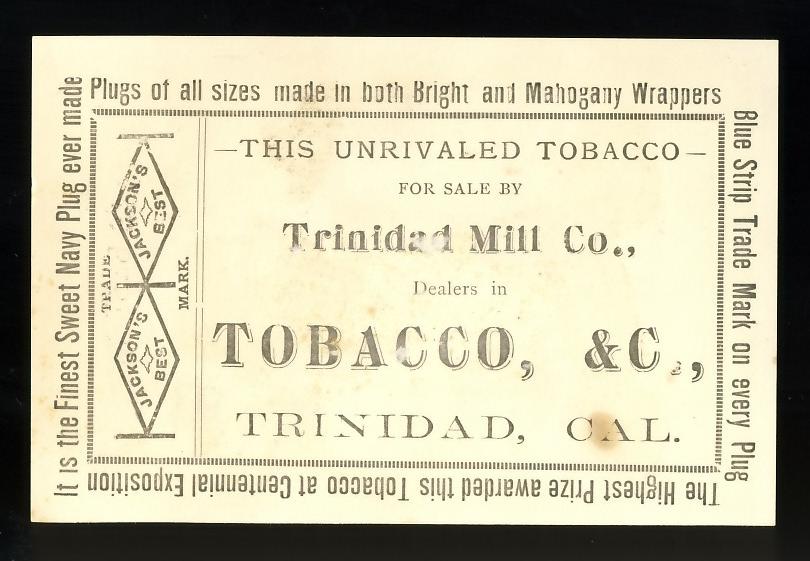 Plugs of all sizes made in both Bright and Mahogany Wrappers
Blue Strip Trade Mark on every Plug
The Highest Prize awarded this Tobacco at Centennial Exposition
It is the Finest Sweet Navy Plug ever made
JACKSON'S
BEST
JACKSON'S
BEST
TRADE
MARK.
—THIS UNRIVALED TOBACCO—
FOR SALE BY
Trinidad Mill Co.,
Dealers in
TOBACCO, &C.,
TRINIDAD, CAL.